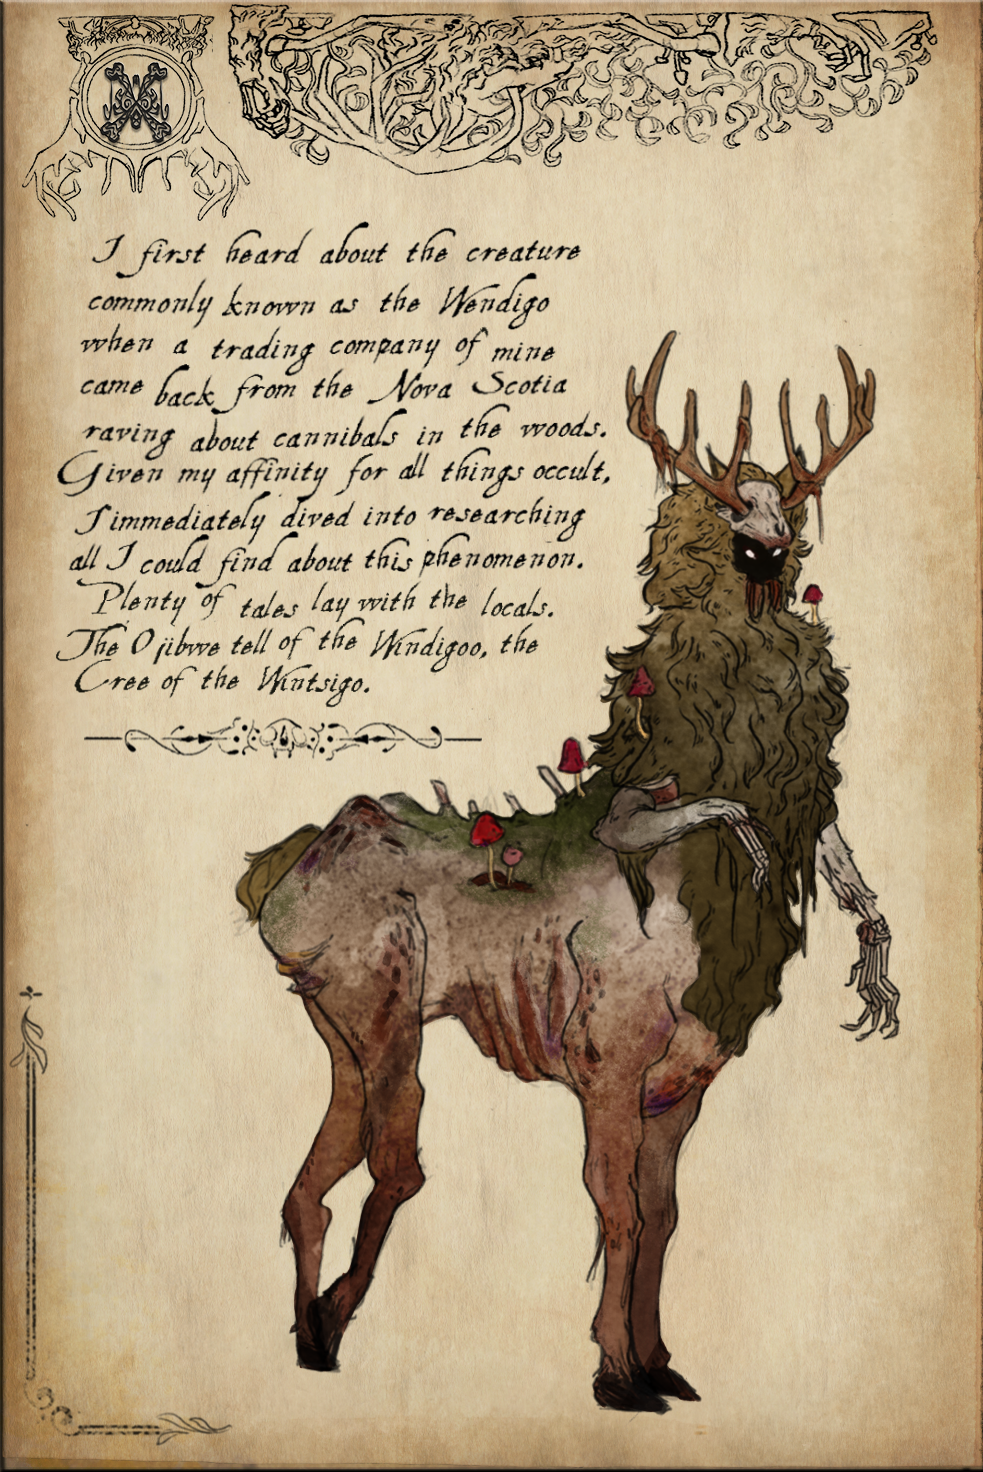 I first heard about the creature
commonly known as the Wendigo
when a trading company of mine
came back from the Nova Scotia
raving about cannibals in the woods.
Given my affinity for all things occult,
I immediately dived into researching
all I could find about this phenomenon.
Plenty of tales lay with the locals.
The Ojibwe tell of the Windigoo, the
Cree of the Wintsigo.